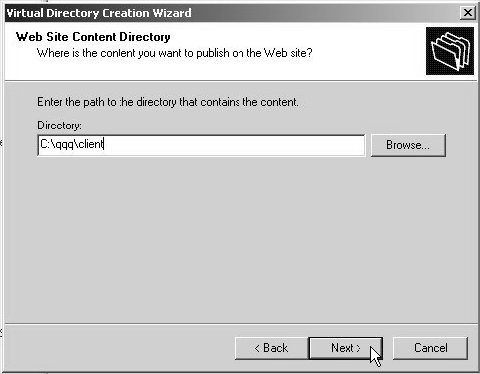 Virtual Directory Creation Wizard
Web Site Content Directory
Where is the content you want to publish on the Web site?
Enter the path to the directory that contains the content.
Directory:
C:\qqq\client
Browse...
< Back
Next >
Cancel